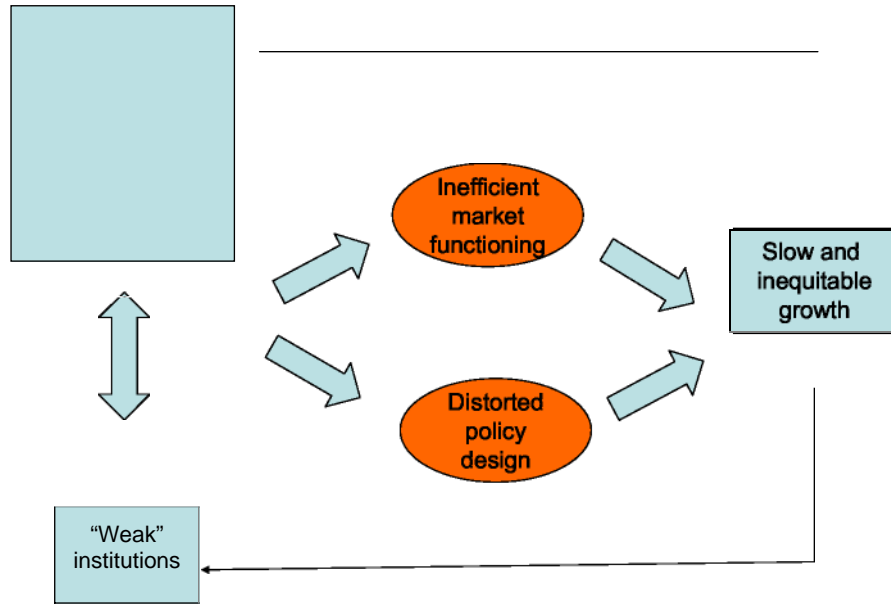 Inefficient
market
functioning
Slow and
inequitable
growth
Distorted
policy
design
“Weak”
institutions